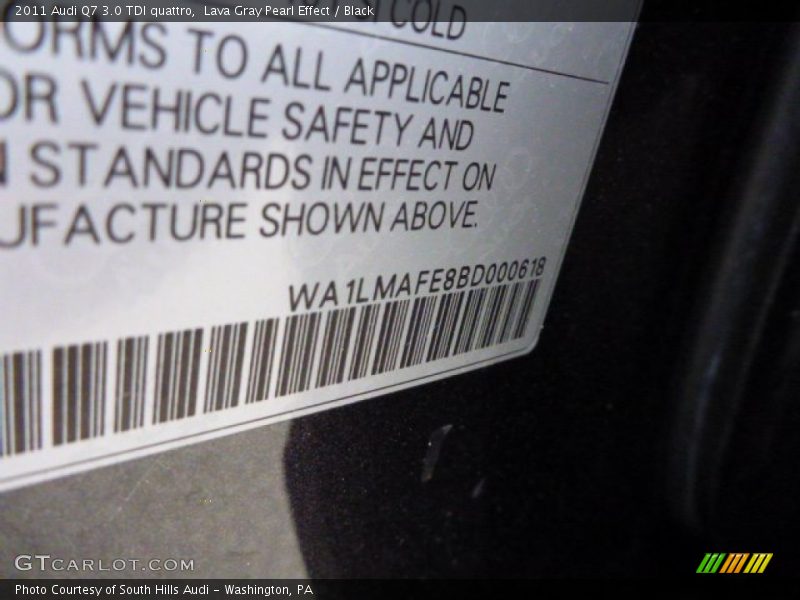 2011 Audi Q7 3.0 TDI quattro, Lava Gray Pearl Effect / Black
COLD
ORMS TO ALL APPLICABLE
OR VEHICLE SAFETY AND
N STANDARDS IN EFFECT ON
UFACTURE SHOWN ABOVE.
WA1LMAFE8BD000618
GTCARLOT.COM
Photo Courtesy of South Hills Audi - Washington, PA